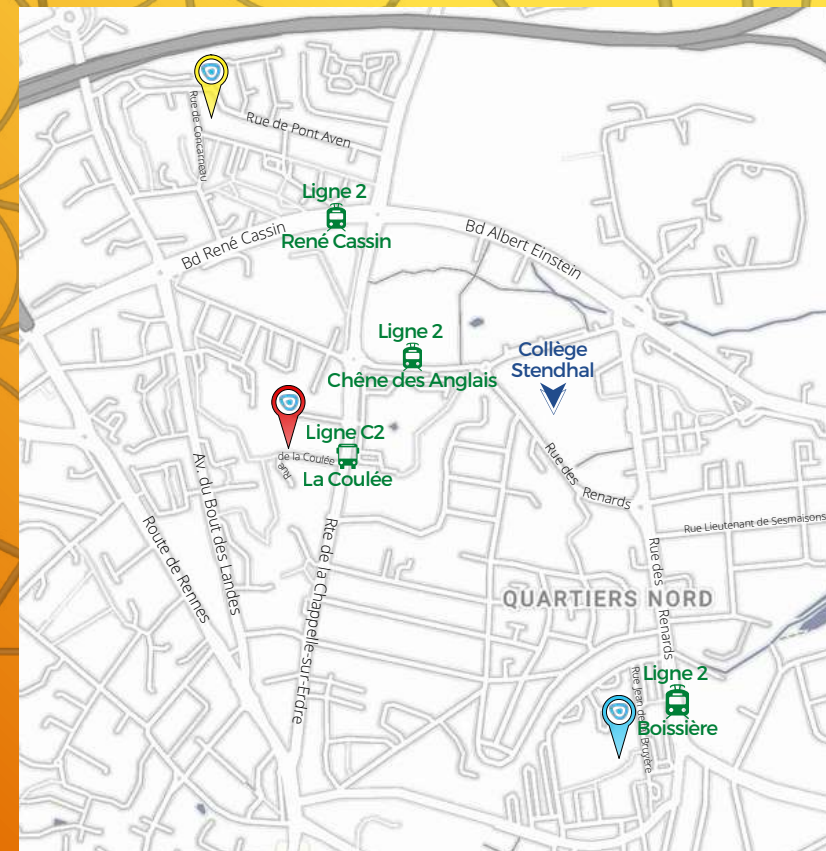 Rue de Concarneau
Rue de Pont Aven
Ligne 2
René Cassin
Bd René Cassin
Bd Albert Einstein
Ligne 2
Chêne des Anglais
Collège
Stendhal
Ligne C2
La Coulée
Rue
de la Coulée
Av. du Bout des Landes
Route de Rennes
Rte de la Chappelle-sur-Erdre
Rue des
Renards
Rue Lieutenant de Sesmaisons
QUARTIERS NORD
Rue des
Renards
Ligne 2
Boissière
Rue Jean de
Bruyère